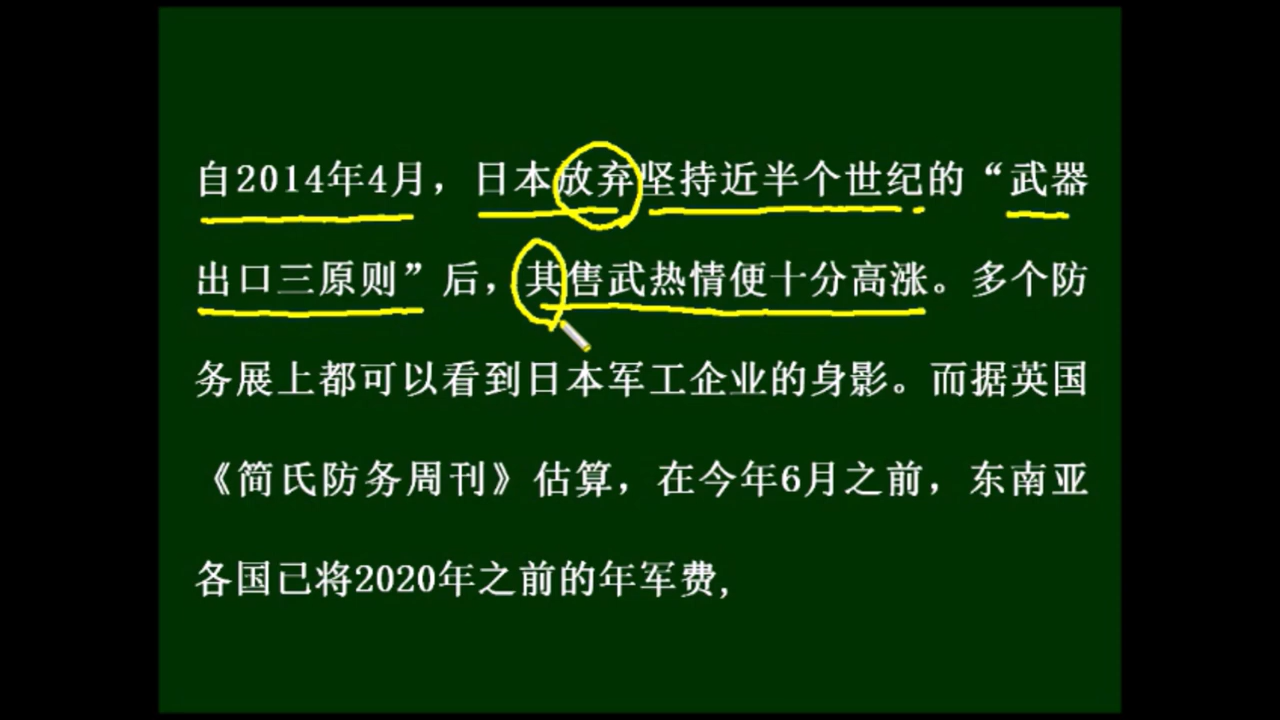 自2014年4月，日本放弃坚持近半个世纪的“武器
出口三原则”后，其售武热情便十分高涨。多个防
务展上都可以看到日本军工企业的身影。而据英国
《简氏防务周刊》估算，在今年6月之前，东南亚
各国已将2020年之前的年军费，